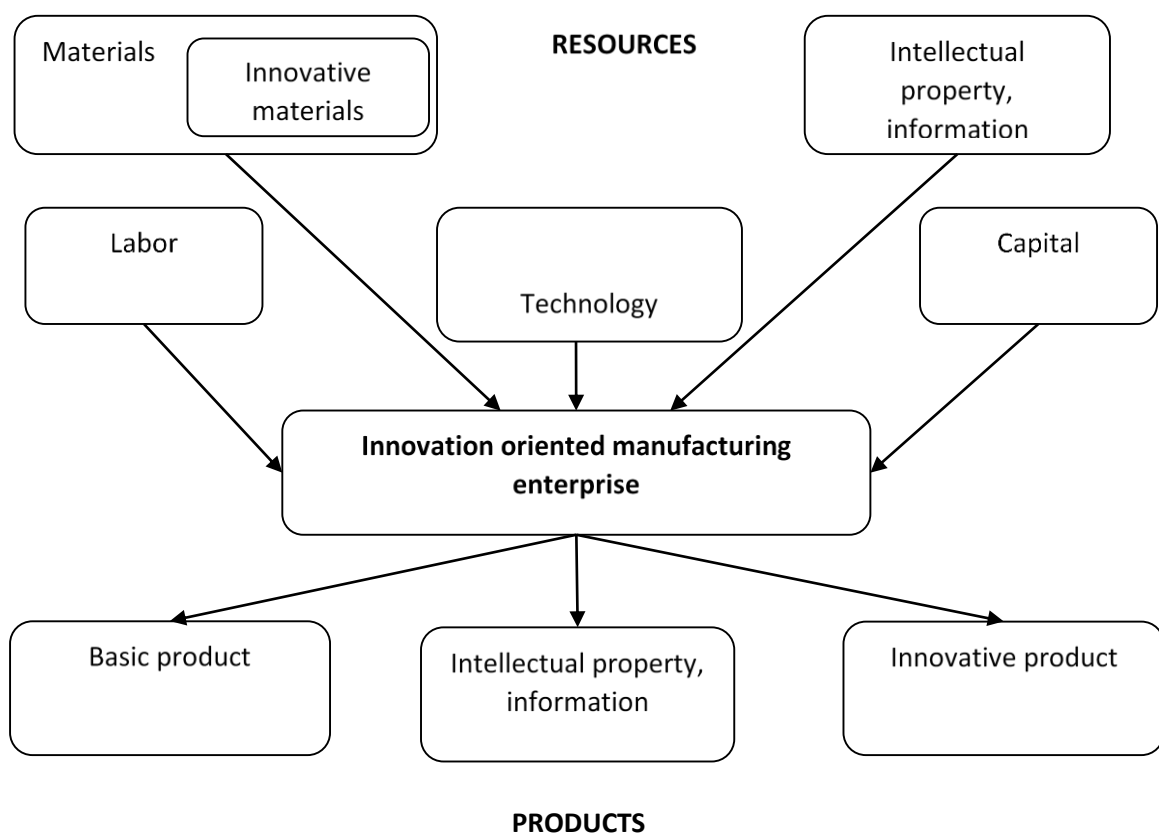 Materials
Innovative
materials
RESOURCES
Intellectual
property,
information
Labor
Technology
Capital
Innovation oriented manufacturing
enterprise
Basic product
Intellectual property,
information
Innovative product
PRODUCTS